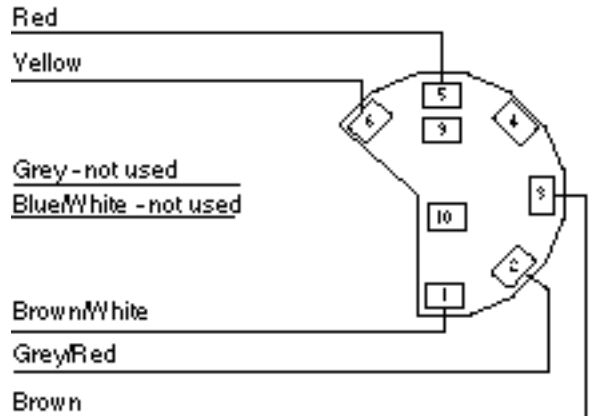 Red
Yellow
5
6
4
9
Grey - not used
3
Blue/White - not used
10
2
1
Brown/White
Grey/Red
Brown